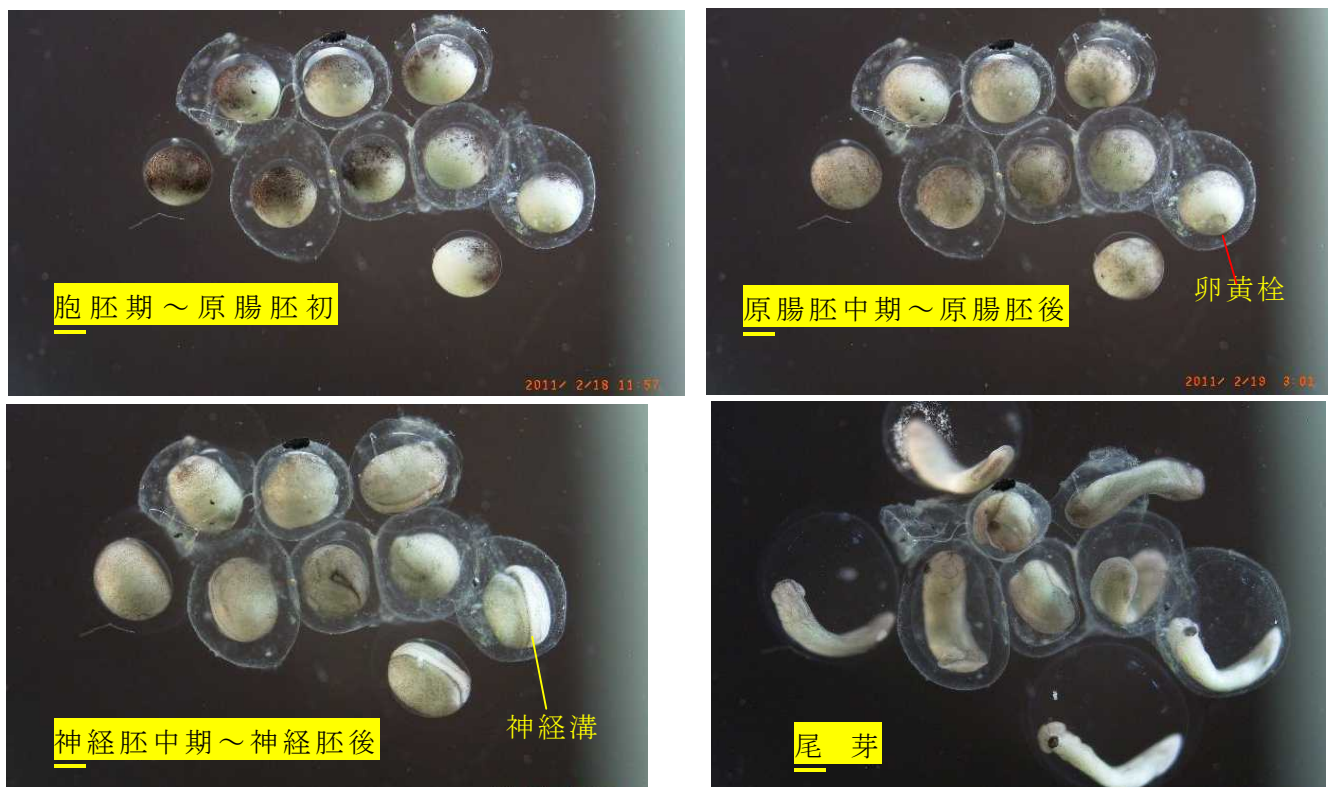 胞胚期～原腸胚初
2011/ 2/18 11:57
卵黄栓
原腸胚中期～原腸胚後
2011/ 2/19 3:01
神経溝
神経胚中期～神経胚後
尾 芽